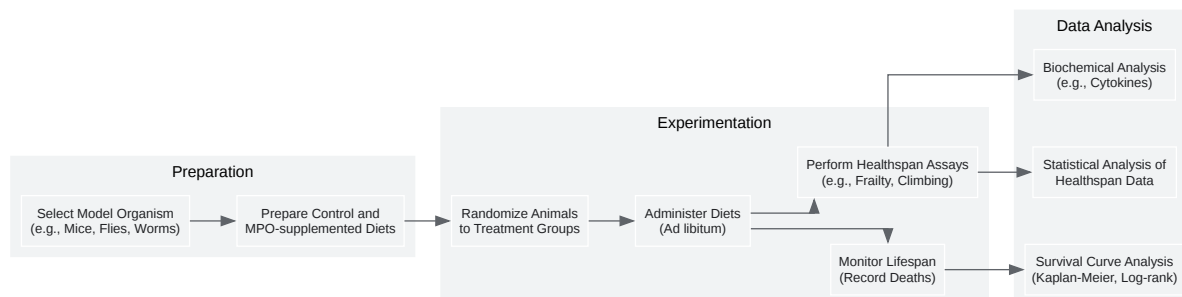 Preparation
Select Model Organism
(e.g., Mice, Flies, Worms)
Prepare Control and
MPO-supplemented Diets
Experimentation
Randomize Animals
to Treatment Groups
Administer Diets
(Ad libitum)
Perform Healthspan Assays
(e.g., Frailty, Climbing)
Monitor Lifespan
(Record Deaths)
Data Analysis
Biochemical Analysis
(e.g., Cytokines)
Statistical Analysis of
Healthspan Data
Survival Curve Analysis
(Kaplan-Meier, Log-rank)